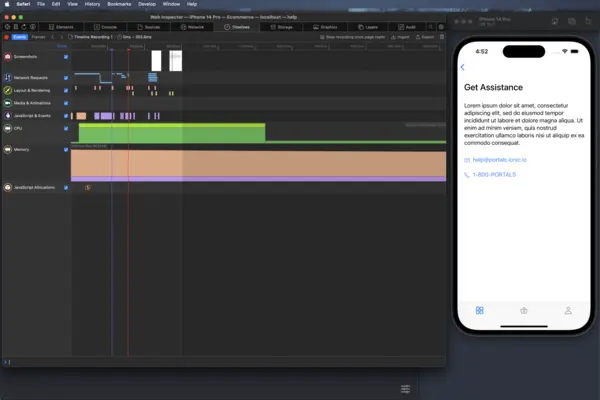 Safari File Edit View History Bookmarks Develop Window Help
Web Inspector — iPhone 14 Pro — Ecommerce — localhost — help
iPhone 14 Pro
Elements
Console
Sources
Network
Timelines
Storage
Graphics
Layers
Audit
Events
Frames
Timeline Recording 1
Stop recording once page loads
Import
Export
Screenshots
Network Requests
Layout & Rendering
Media & Animations
JavaScript & Events
CPU
Memory
JavaScript Allocations
4:52
Get Assistance
Lorem ipsum dolor sit amet, consectetur
adipiscing elit, sed do eiusmod tempor
incididunt ut labore et dolore magna aliqua. Ut
enim ad minim veniam, quis nostrud
exercitation ullamco laboris nisi ut aliquip ex ea
commodo consequat.
help@portals.ionic.io
1-800-PORTALS